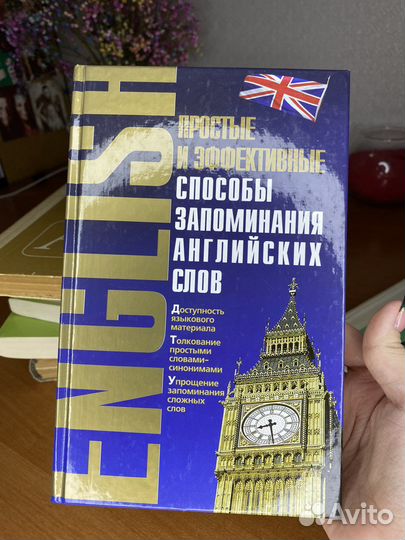 ENGLISH
ПРОСТЫЕ
И ЭФФЕКТИВНЫЕ
СПОСОБЫ
ЗАПОМИНАНИЯ
АНГЛИЙСКИХ
СЛОВ
Доступность
языкового
материала
Толкование
простыми
словами-
синонимами
Упрощение
запоминания
сложных
слов
Avito